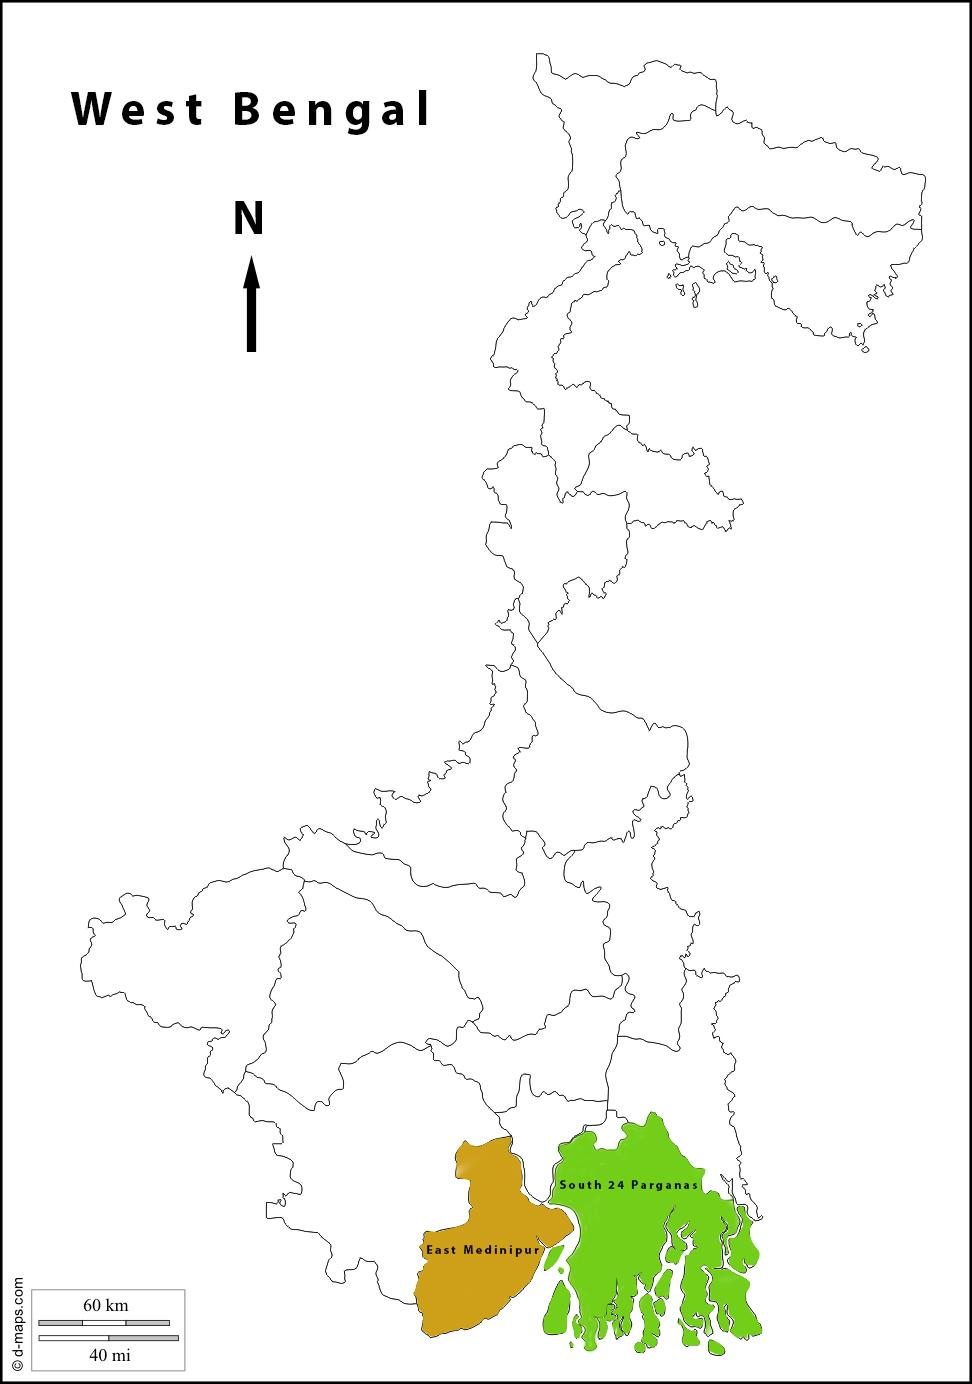 West Bengal
N
South 24 Parganas
East Medinipur
60 km
40 mi
© d-maps.com